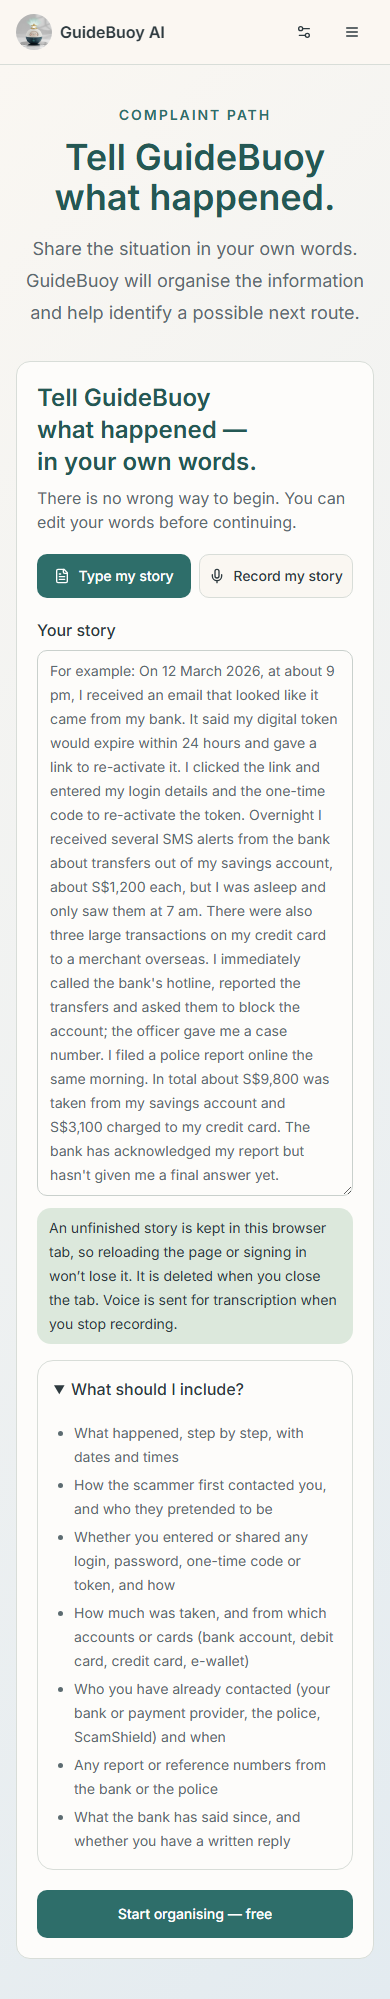 GuideBuoy AI
COMPLAINT PATH
Tell GuideBuoy
what happened.
Share the situation in your own words.
GuideBuoy will organise the information
and help identify a possible next route.
Tell GuideBuoy
what happened —
in your own words.
There is no wrong way to begin. You can
edit your words before continuing.
Type my story
Record my story
Your story
For example: On 12 March 2026, at about 9
pm, I received an email that looked like it
came from my bank. It said my digital token
would expire within 24 hours and gave a
link to re-activate it. I clicked the link and
entered my login details and the one-time
code to re-activate the token. Overnight I
received several SMS alerts from the bank
about transfers out of my savings account,
about S$1,200 each, but I was asleep and
only saw them at 7 am. There were also
three large transactions on my credit card
to a merchant overseas. I immediately
called the bank's hotline, reported the
transfers and asked them to block the
account; the officer gave me a case
number. I filed a police report online the
same morning. In total about S$9,800 was
taken from my savings account and
S$3,100 charged to my credit card. The
bank has acknowledged my report but
hasn't given me a final answer yet.
An unfinished story is kept in this browser
tab, so reloading the page or signing in
won't lose it. It is deleted when you close
the tab. Voice is sent for transcription when
you stop recording.
What should I include?
What happened, step by step, with
dates and times
How the scammer first contacted you,
and who they pretended to be
Whether you entered or shared any
login, password, one-time code or
token, and how
How much was taken, and from which
accounts or cards (bank account, debit
card, credit card, e-wallet)
Who you have already contacted (your
bank or payment provider, the police,
ScamShield) and when
Any report or reference numbers from
the bank or the police
What the bank has said since, and
whether you have a written reply
Start organising — free